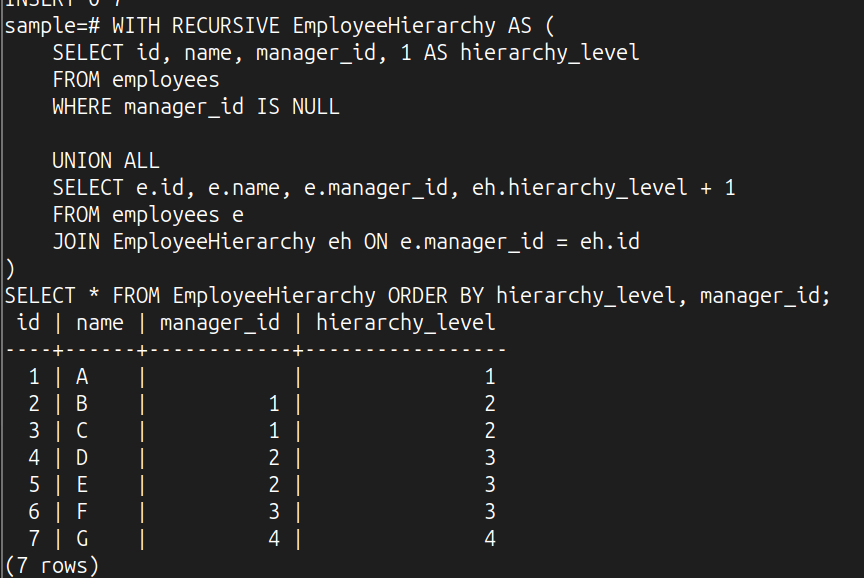 INSERT 0 7
sample=# WITH RECURSIVE EmployeeHierarchy AS (
    SELECT id, name, manager_id, 1 AS hierarchy_level
    FROM employees
    WHERE manager_id IS NULL

    UNION ALL
    SELECT e.id, e.name, e.manager_id, eh.hierarchy_level + 1
    FROM employees e
    JOIN EmployeeHierarchy eh ON e.manager_id = eh.id
)
SELECT * FROM EmployeeHierarchy ORDER BY hierarchy_level, manager_id;
 id | name | manager_id | hierarchy_level
----+------+------------+-----------------
  1 | A    |            |               1
  2 | B    |          1 |               2
  3 | C    |          1 |               2
  4 | D    |          2 |               3
  5 | E    |          2 |               3
  6 | F    |          3 |               3
  7 | G    |          4 |               4
(7 rows)